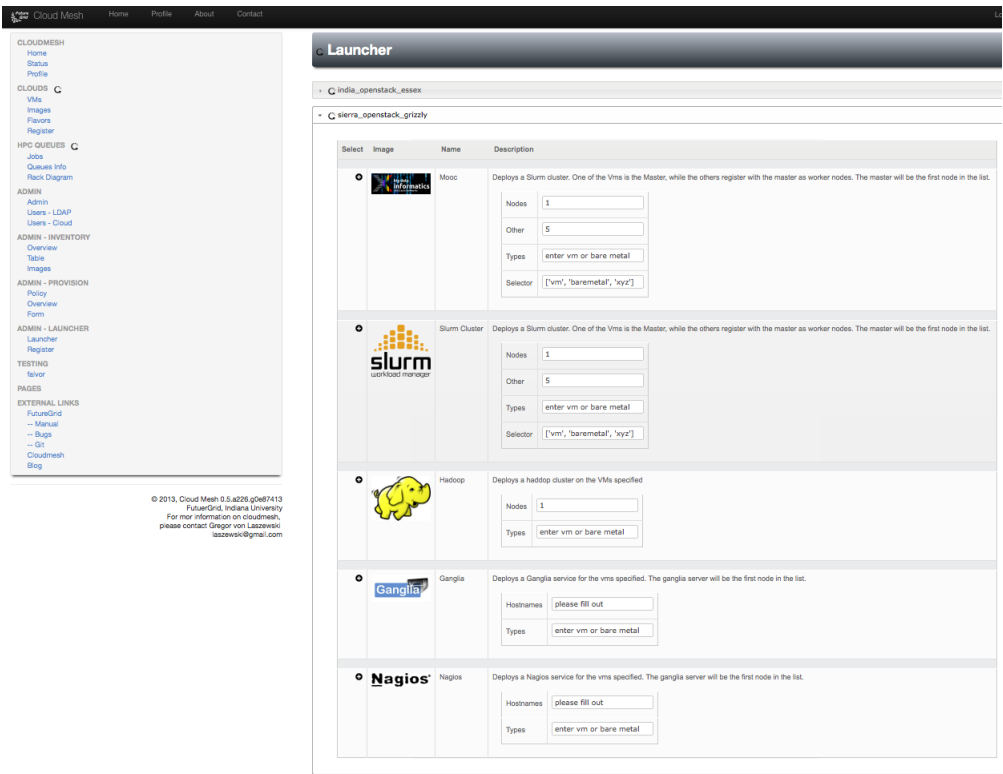 Future Grid Cloud Mesh Home Profile About Contact Lo
CLOUDMESH
Home
Status
Profile
CLOUDS
VMs
Images
Flavors
Register
HPC QUEUES
Jobs
Queues Info
Rack Diagram
ADMIN
Admin
Users - LDAP
Users - Cloud
ADMIN - INVENTORY
Overview
Table
Images
ADMIN - PROVISION
Policy
Overview
Form
ADMIN - LAUNCHER
Launcher
Register
TESTING
falvor
PAGES
EXTERNAL LINKS
FutureGrid
-- Manual
-- Bugs
-- Git
Cloudmesh
Blog
© 2013, Cloud Mesh 0.5.a226.g0e87413
FutuerGrid, Indiana University
For mor information on cloudmesh,
please contact Gregor von Laszewski
laszewski@gmail.com
Launcher
india_openstack_essex
sierra_openstack_grizzly
Select Image Name Description
informatics
Mooc
Deploys a Slurm cluster. One of the Vms is the Master, while the others register with the master as worker nodes. The master will be the first node in the list.
Nodes 1
Other 5
Types enter vm or bare metal
Selector ['vm', 'baremetal', 'xyz']
slurm
workload manager
Slurm Cluster
Deploys a Slurm cluster. One of the Vms is the Master, while the others register with the master as worker nodes. The master will be the first node in the list.
Nodes 1
Other 5
Types enter vm or bare metal
Selector ['vm', 'baremetal', 'xyz']
Hadoop
Deploys a haddop cluster on the VMs specified
Nodes 1
Types enter vm or bare metal
Ganglia
Ganglia
Deploys a Ganglia service for the vms specified. The ganglia server will be the first node in the list.
Hostnames please fill out
Types enter vm or bare metal
Nagios
Nagios
Deploys a Nagios service for the vms specified. The ganglia server will be the first node in the list.
Hostnames please fill out
Types enter vm or bare metal